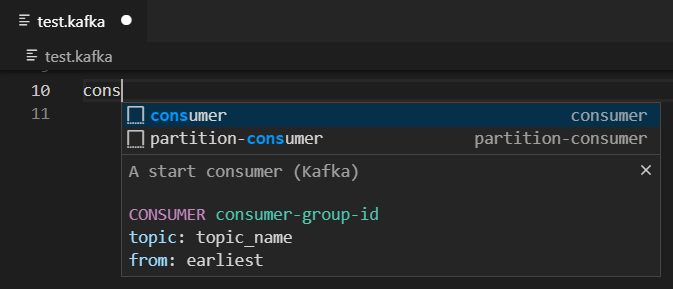 test.kafka
test.kafka
10 cons
11
consumer consumer
partition-consumer partition-consumer
A start consumer (Kafka)
CONSUMER consumer-group-id
topic: topic_name
from: earliest